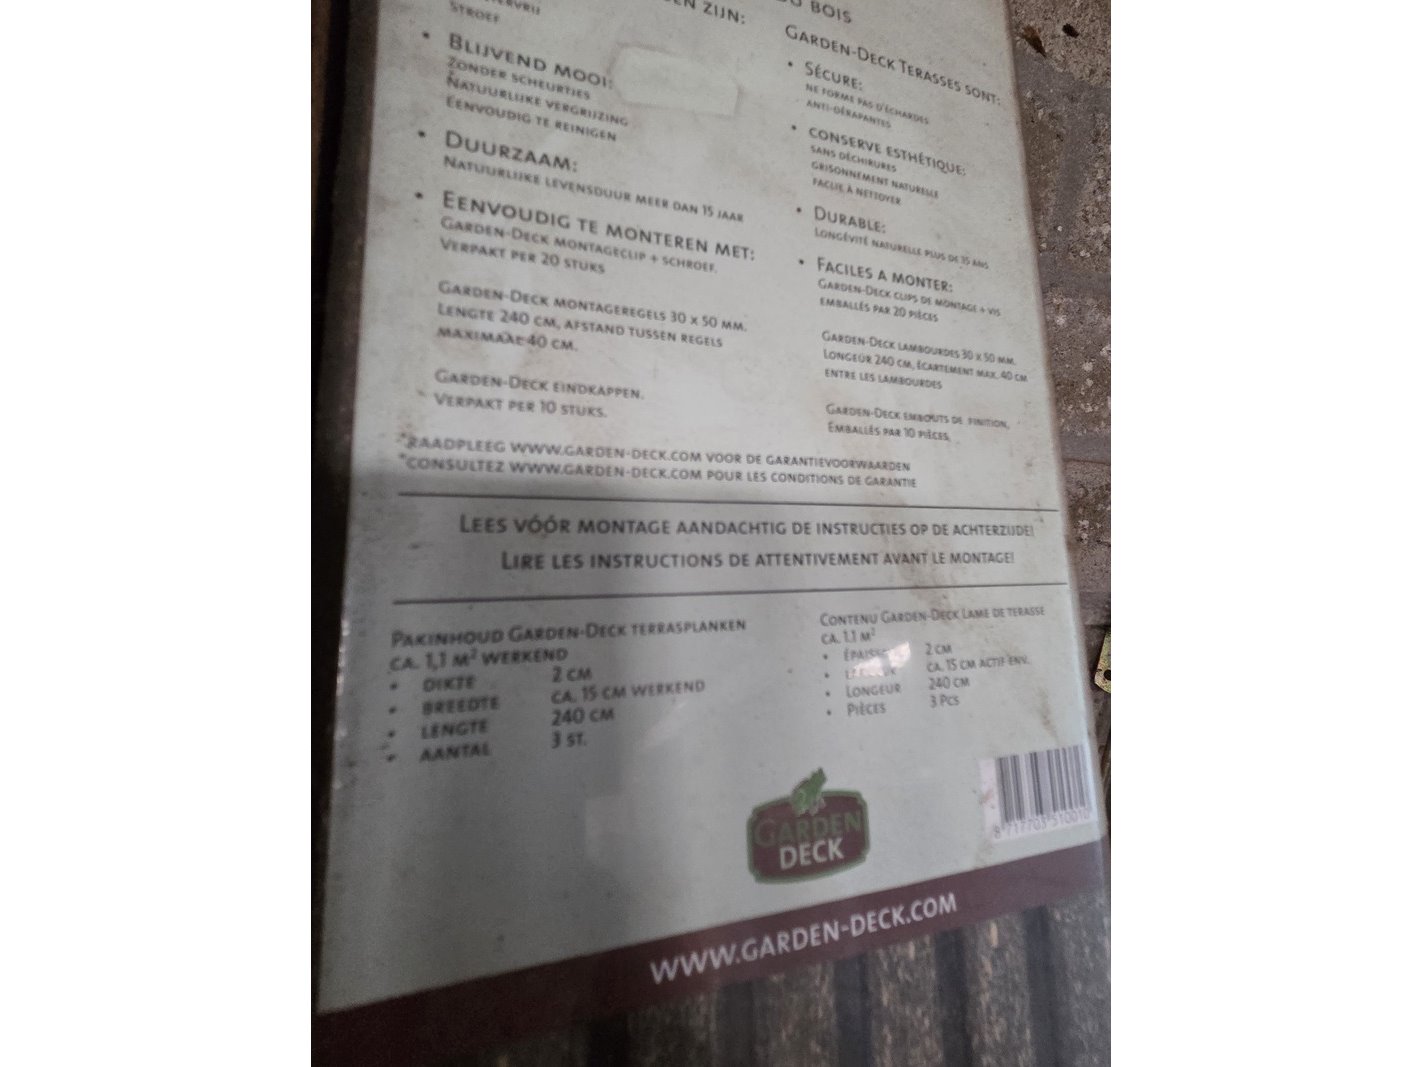 STROEF
• BLIJVEND MOOI:
ZONDER SCHEURTJES
NATUURLIJKE VERGRIJZING
EENVOUDIG TE REINIGEN
• DUURZAAM:
NATUURLIJKE LEVENSDUUR MEER DAN 15 JAAR
• EENVOUDIG TE MONTEREN MET:
GARDEN-DECK MONTAGECLIP + SCHROEF.
VERPAKT PER 20 STUKS
GARDEN-DECK MONTAGEREGELS 30 X 50 MM.
LENGTE 240 CM, AFSTAND TUSSEN REGELS
MAXIMAAL 40 CM.
GARDEN-DECK EINDKAPPEN.
VERPAKT PER 10 STUKS.
ZIJN:
DU BOIS
GARDEN-DECK TERASSES SONT:
• SÉCURE:
NE FORME PAS D'ÉCHARDES
ANTI-DÉRAPANTES
• CONSERVE ESTHÉTIQUE:
SANS DÉCHIRURES
GRISONNEMENT NATURELLE
FACLIE À NETTOYER
• DURABLE:
LONGÉVITÉ NATURELLE PLUS DE 15 ANS
• FACILES A MONTER:
GARDEN-DECK CLIPS DE MONTAGE + VIS
EMBALLÉS PAR 20 PIÈCES
GARDEN-DECK LAMBOURDES 30 X 50 MM.
LONGEUR 240 CM, ÉCARTEMENT MAX. 40 CM
ENTRE LES LAMBOURDES
GARDEN-DECK EMBOUTS DE FINITION,
EMBALLÉS PAR 10 PIÈCES.
*RAADPLEEG WWW.GARDEN-DECK.COM VOOR DE GARANTIEVOORWAARDEN
*CONSULTEZ WWW.GARDEN-DECK.COM POUR LES CONDITIONS DE GARANTIE
LEES VÓÓR MONTAGE AANDACHTIG DE INSTRUCTIES OP DE ACHTERZIJDE!
LIRE LES INSTRUCTIONS DE ATTENTIVEMENT AVANT LE MONTAGE!
PAKINHOUD GARDEN-DECK TERRASPLANKEN
CA. 1,1 M² WERKEND
• DIKTE 2 CM
• BREEDTE CA. 15 CM WERKEND
• LENGTE 240 CM
• AANTAL 3 ST.
CONTENU GARDEN-DECK LAME DE TERASSE
CA. 1.1 M²
• 2 CM
• CA. 15 CM ACTIF ENV.
• LONGEUR 240 CM
• PIÈCES 3 PCS
GARDEN
DECK
8 717703 510010
WWW.GARDEN-DECK.COM